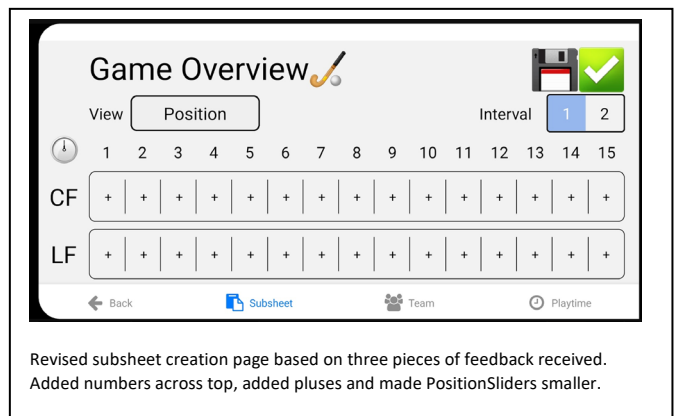 Game Overview🏑
View Position Interval 1 2
1 2 3 4 5 6 7 8 9 10 11 12 13 14 15
CF + + + + + + + + + + + + + + +
LF + + + + + + + + + + + + + + +
Back Subsheet Team Playtime
Revised subsheet creation page based on three pieces of feedback received.
Added numbers across top, added pluses and made PositionSliders smaller.